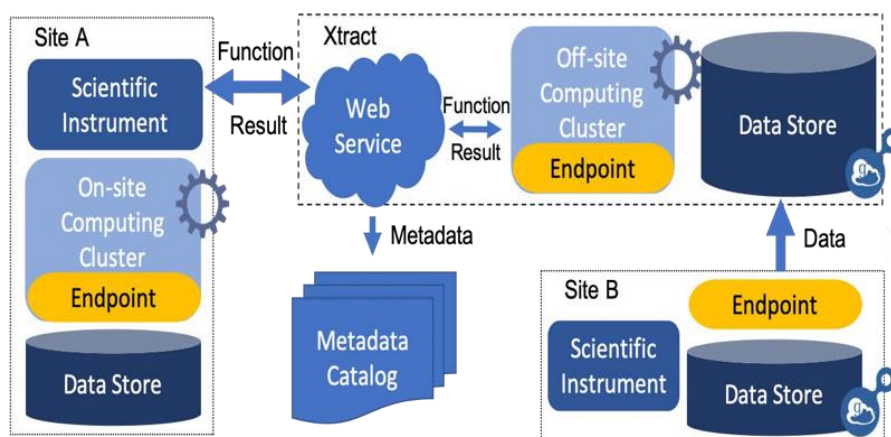 Site A
Scientific
Instrument
On-site
Computing
Cluster
Endpoint
Data Store
Function
Result
Xtract
Web
Service
Function
Result
Off-site
Computing
Cluster
Endpoint
Data Store
Metadata
Metadata
Catalog
Data
Site B
Scientific
Instrument
Endpoint
Data Store